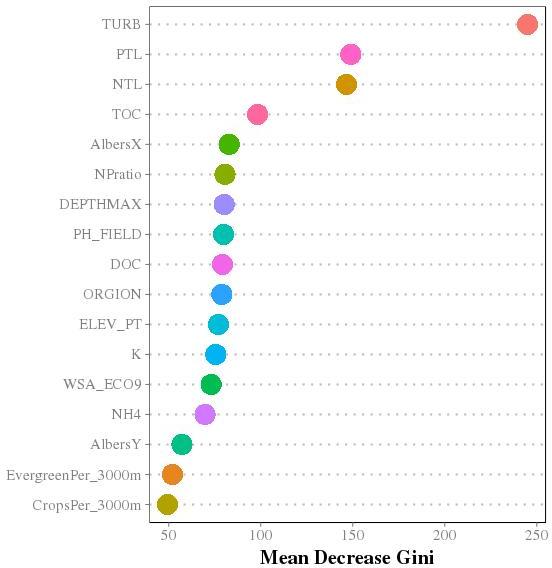 TURB
PTL
NTL
TOC
AlbersX
NPratio
DEPTHMAX
PH_FIELD
DOC
ORGION
ELEV_PT
K
WSA_ECO9
NH4
AlbersY
EvergreenPer_3000m
CropsPer_3000m
50 100 150 200 250
Mean Decrease Gini